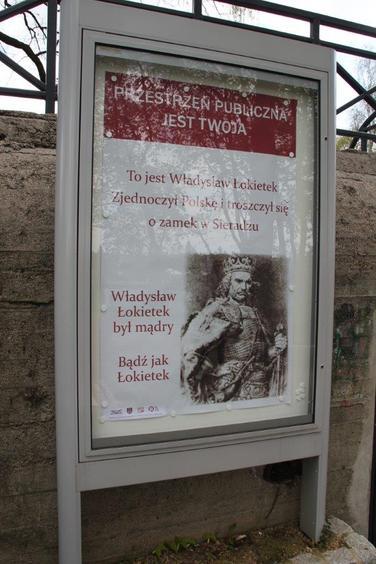 PRZESTRZEŃ PUBLICZNA
JEST TWOJA
To jest Władysław Łokietek
Zjednoczył Polskę i troszczył się
o zamek w Sieradzu
Władysław
Łokietek
był mądry
Bądź jak
Łokietek